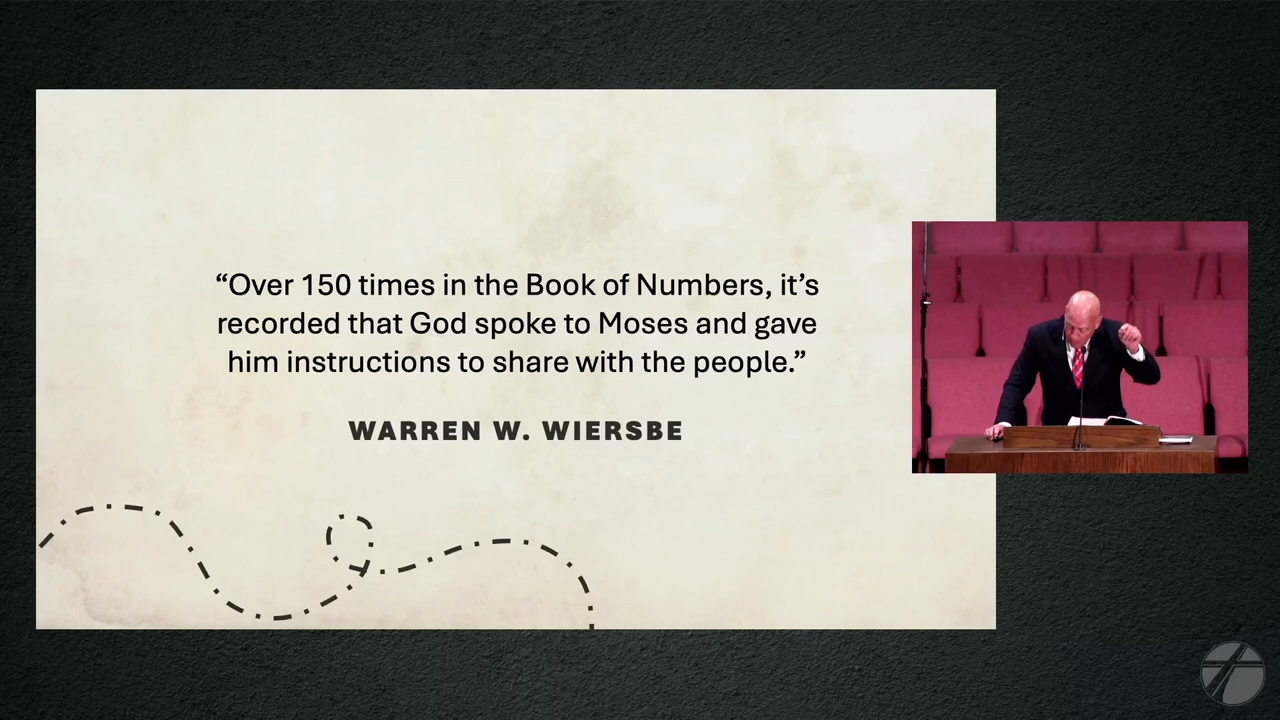 “Over 150 times in the Book of Numbers, it’s
recorded that God spoke to Moses and gave
him instructions to share with the people.”
WARREN W. WIERSBE